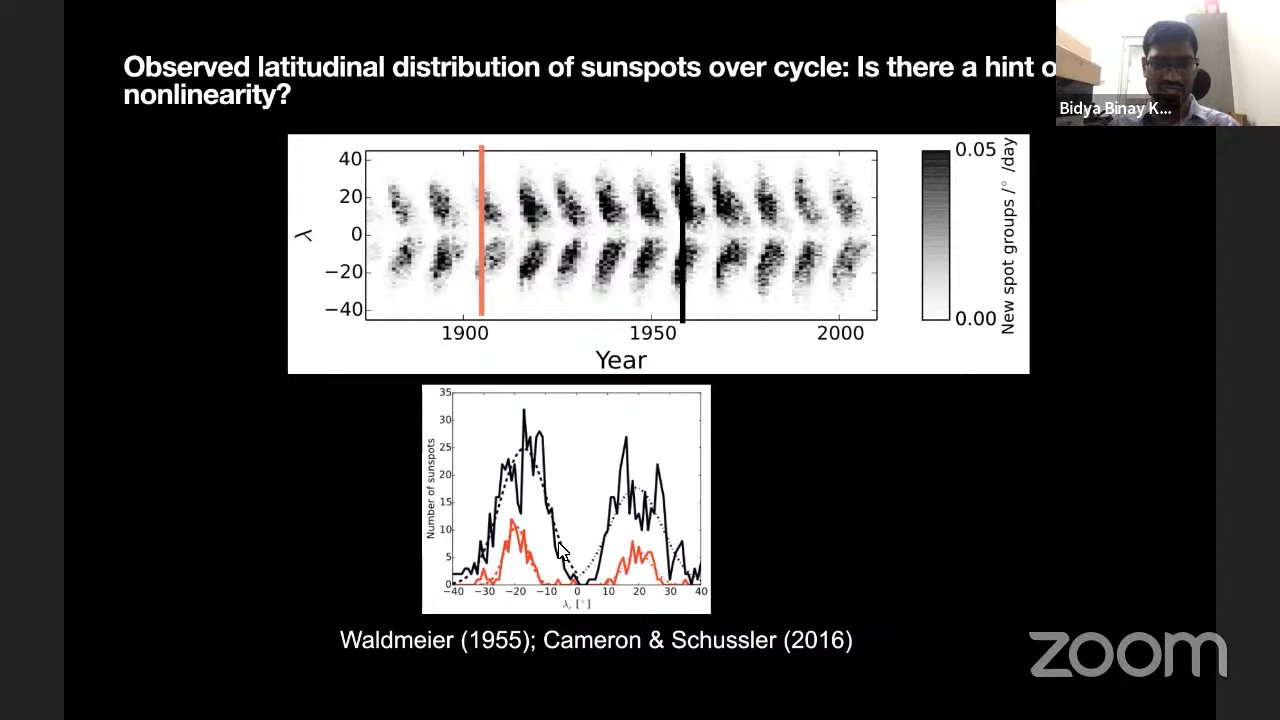 Observed latitudinal distribution of sunspots over cycle: Is there a hint o
nonlinearity?
Bidya Binay K...
40
20
0
−20
−40
λ
1900
1950
2000
Year
0.05
0.00
New spot groups /° /day
35
30
25
20
15
10
5
0
Number of sunspots
−40 −30 −20 −10 0 10 20 30 40
Waldmeier (1955); Cameron & Schussler (2016)
zoom